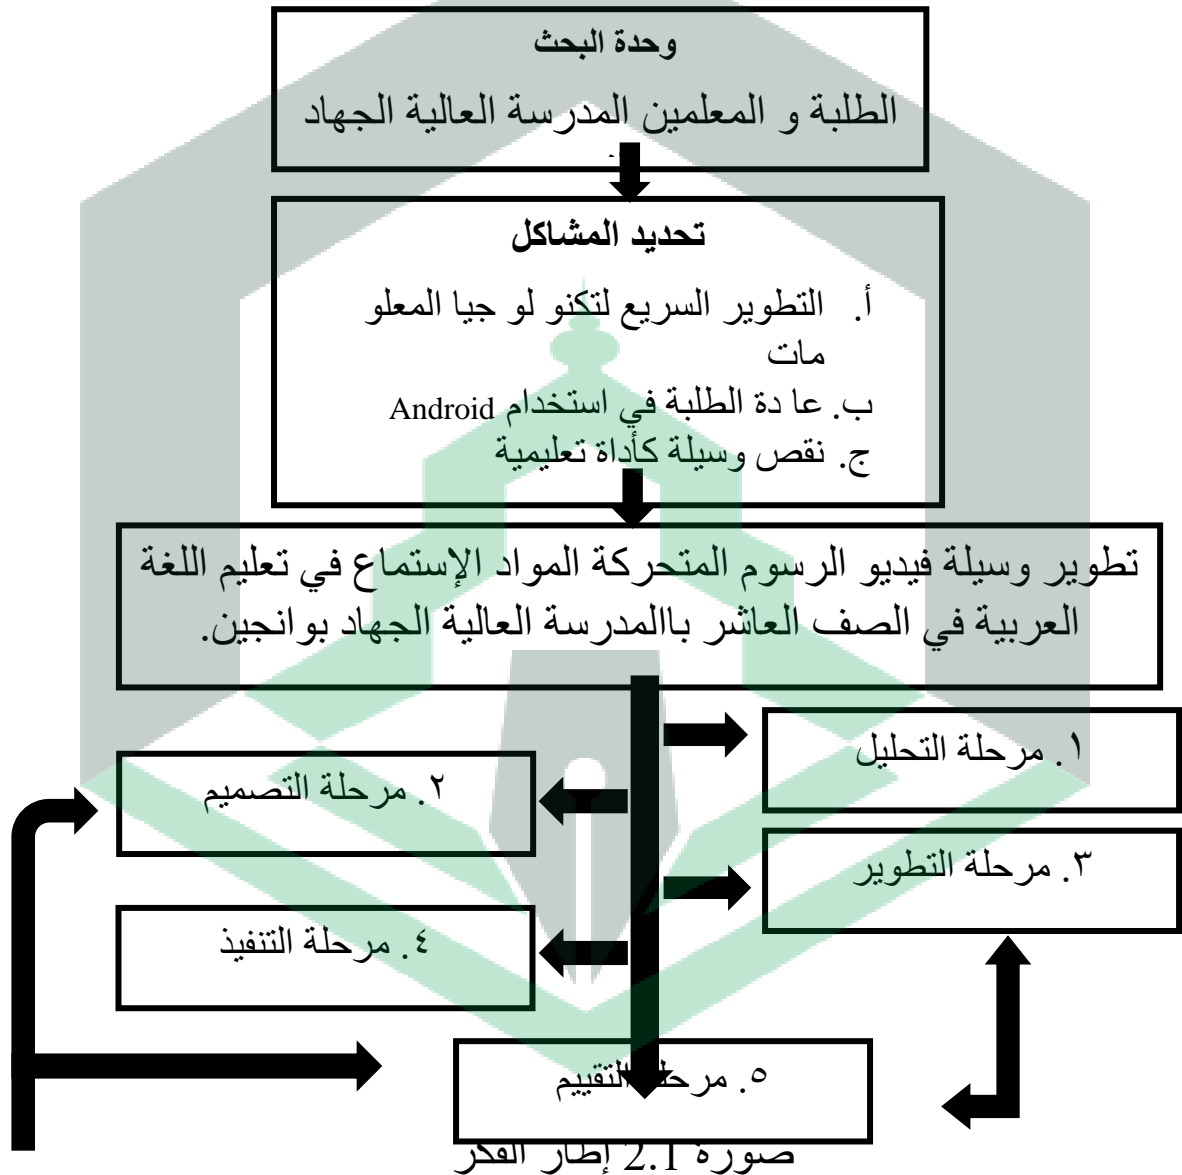 وحدة البحث
الطلبة و المعلمين المدرسة العالية الجهاد
تحديد المشاكل
أ. التطوير السريع لتكنو لو جيا المعلو
مات
ب. عا دة الطلبة في استخدام Android
ج. نقص وسيلة كأداة تعليمية
تطوير وسيلة فيديو الرسوم المتحركة المواد الإستماع في تعليم اللغة
العربية في الصف العاشر باالمدرسة العالية الجهاد بوانجين.
١. مرحلة التحليل
٢. مرحلة التصميم
٣. مرحلة التطوير
٤. مرحلة التنفيذ
٥. مرحلة التقييم
صورة 2.1 إطار الفكر